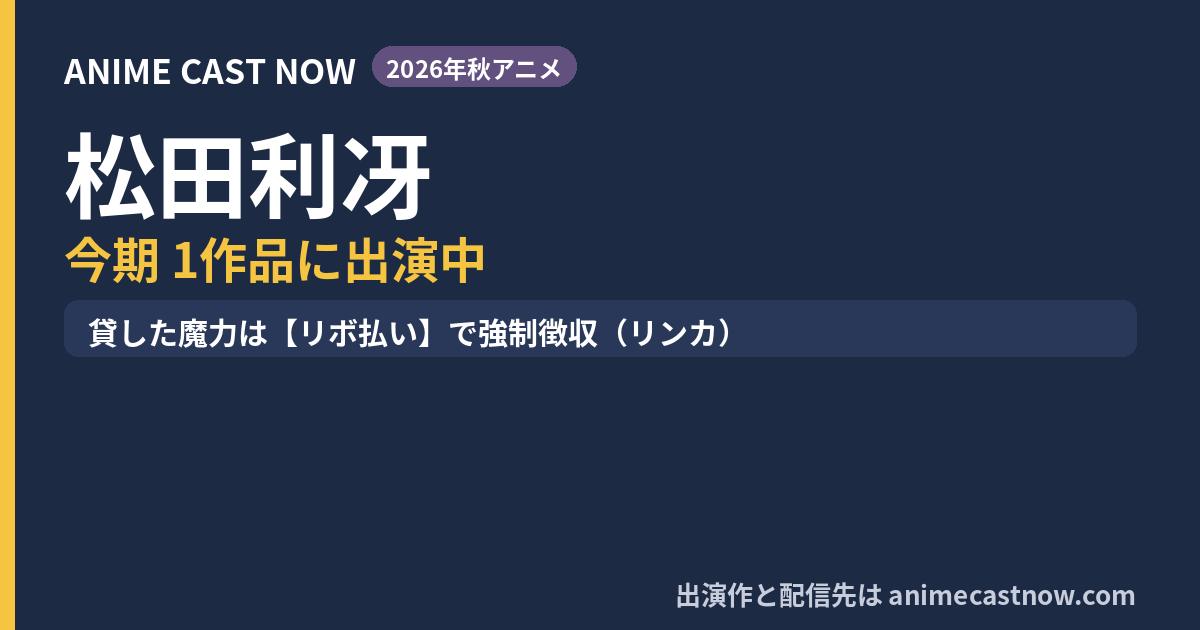 ANIME CAST NOW 2026年秋アニメ
松田利冴
今期 1作品に出演中
貸した魔力は【リボ払い】で強制徴収（リンカ）
出演作と配信先は animecastnow.com